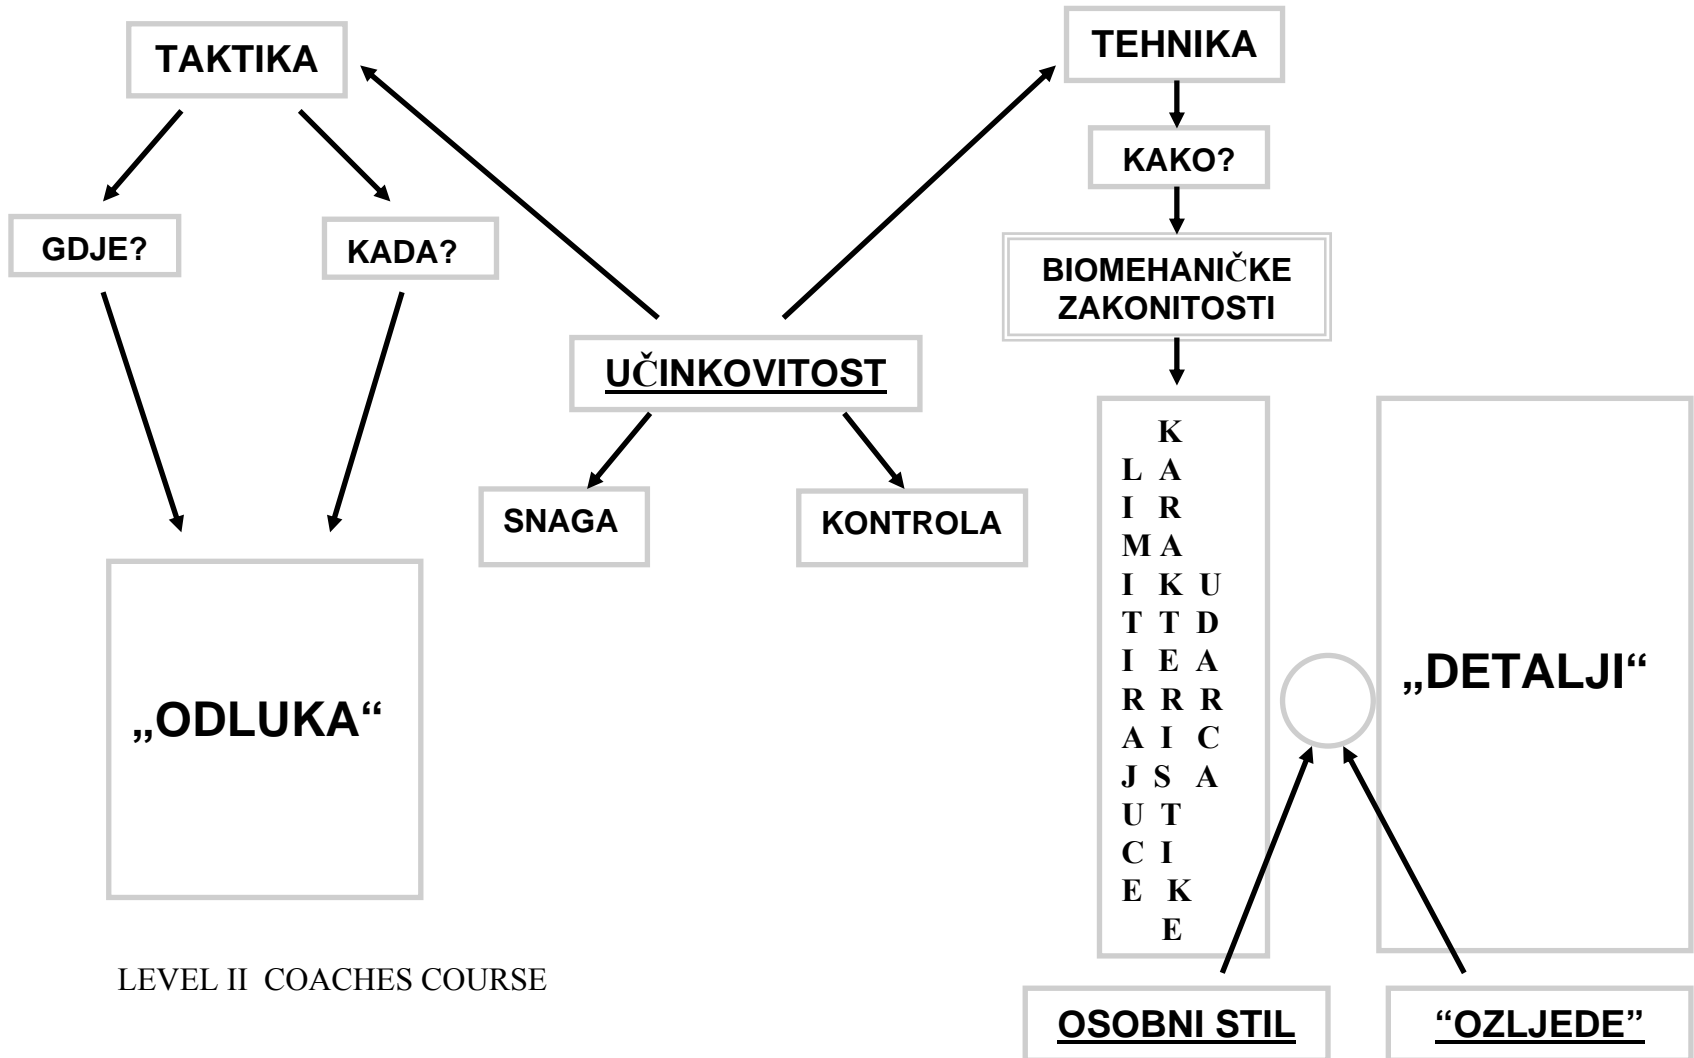 TAKTIKA
TEHNIKA
KAKO?
GDJE?
KADA?
BIOMEHANIČKE
ZAKONITOSTI
UČINKOVITOST
SNAGA
KONTROLA
„ODLUKA“
LIMITIRAJUCE
KARAKTERISTIKE
UDARCA
„DETALJI“
LEVEL II COACHES COURSE
OSOBNI STIL
“OZLJEDE”